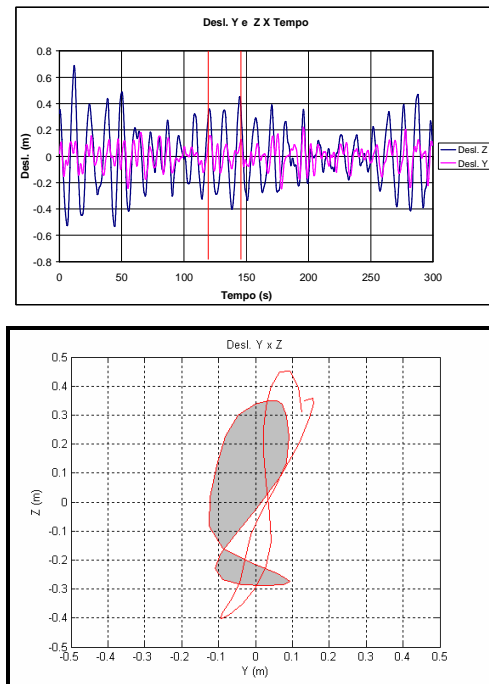 Desl. Y e Z X Tempo
0.8
0.6
0.4
0.2
0
-0.2
-0.4
-0.6
-0.8
Desl. (m)
0 50 100 150 200 250 300
Tempo (s)
Desl. Z
Desl. Y
Desl. Y x Z
0.5
0.4
0.3
0.2
0.1
0
-0.1
-0.2
-0.3
-0.4
-0.5
Z (m)
-0.5 -0.4 -0.3 -0.2 -0.1 0 0.1 0.2 0.3 0.4 0.5
Y (m)